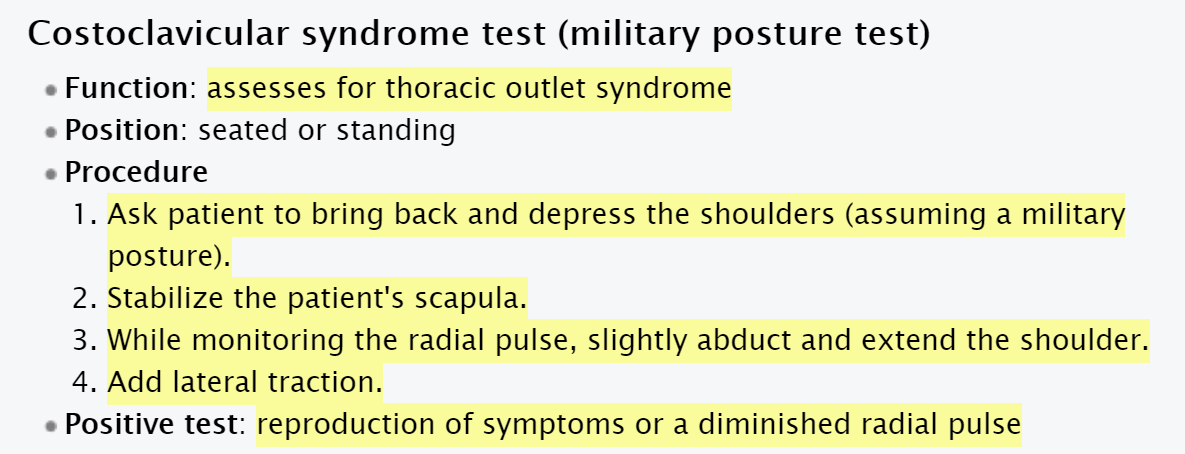 Costoclavicular syndrome test (military posture test)
Function: assesses for thoracic outlet syndrome
Position: seated or standing
Procedure
1. Ask patient to bring back and depress the shoulders (assuming a military
posture).
2. Stabilize the patient's scapula.
3. While monitoring the radial pulse, slightly abduct and extend the shoulder.
4. Add lateral traction.
Positive test: reproduction of symptoms or a diminished radial pulse